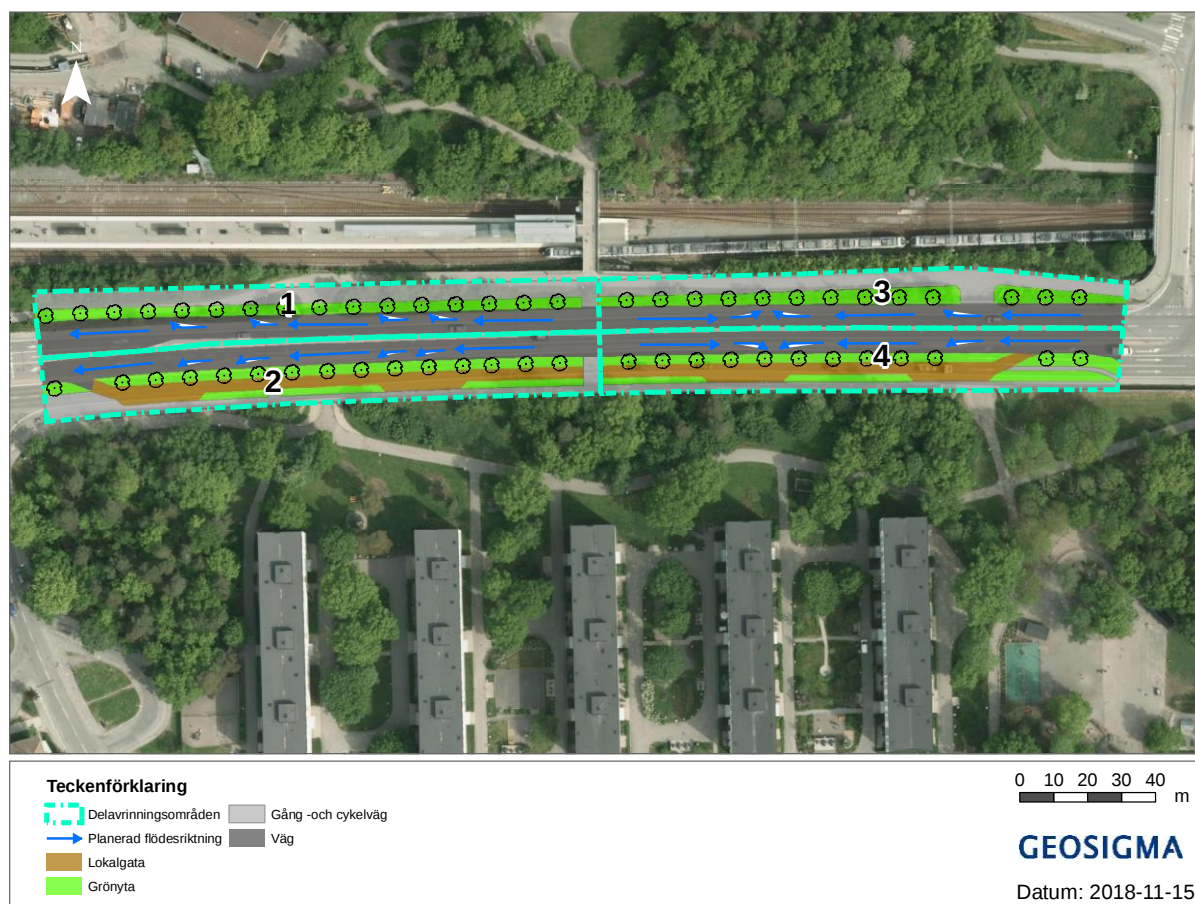 N
1
3
2
4
Teckenförklaring
Delavrinningsområden
Gång -och cykelväg
Planerad flödesriktning
Väg
Lokalgata
Grönyta
0 10 20 30 40
m
GEOSIGMA
Datum: 2018-11-15